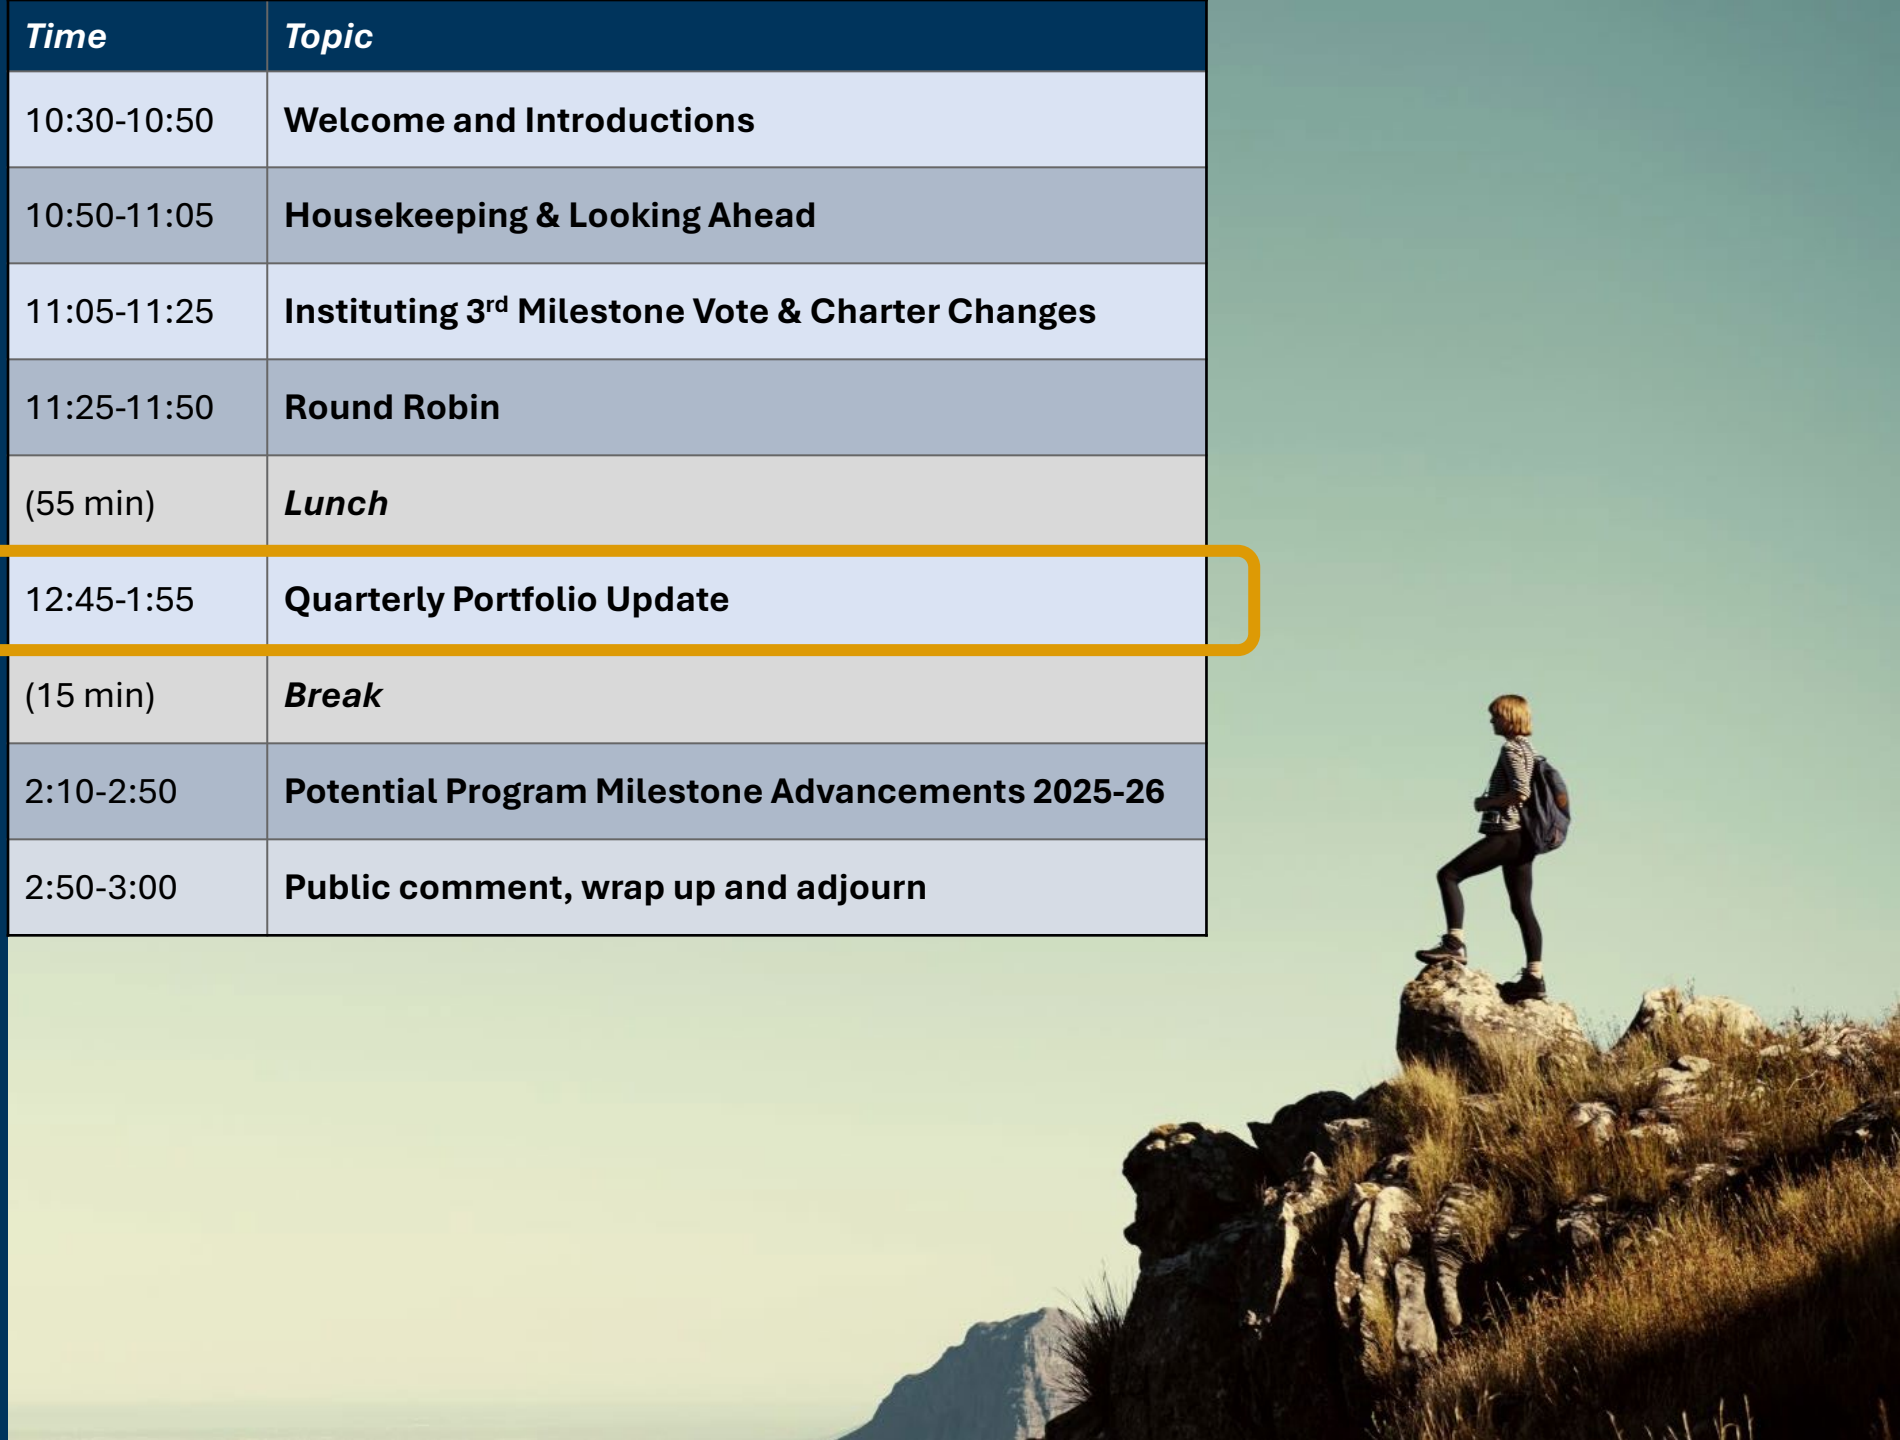 Time Topic
10:30-10:50 Welcome and Introductions
10:50-11:05 Housekeeping & Looking Ahead
11:05-11:25 Instituting 3rd Milestone Vote & Charter Changes
11:25-11:50 Round Robin
(55 min) Lunch
12:45-1:55 Quarterly Portfolio Update
(15 min) Break
2:10-2:50 Potential Program Milestone Advancements 2025-26
2:50-3:00 Public comment, wrap up and adjourn